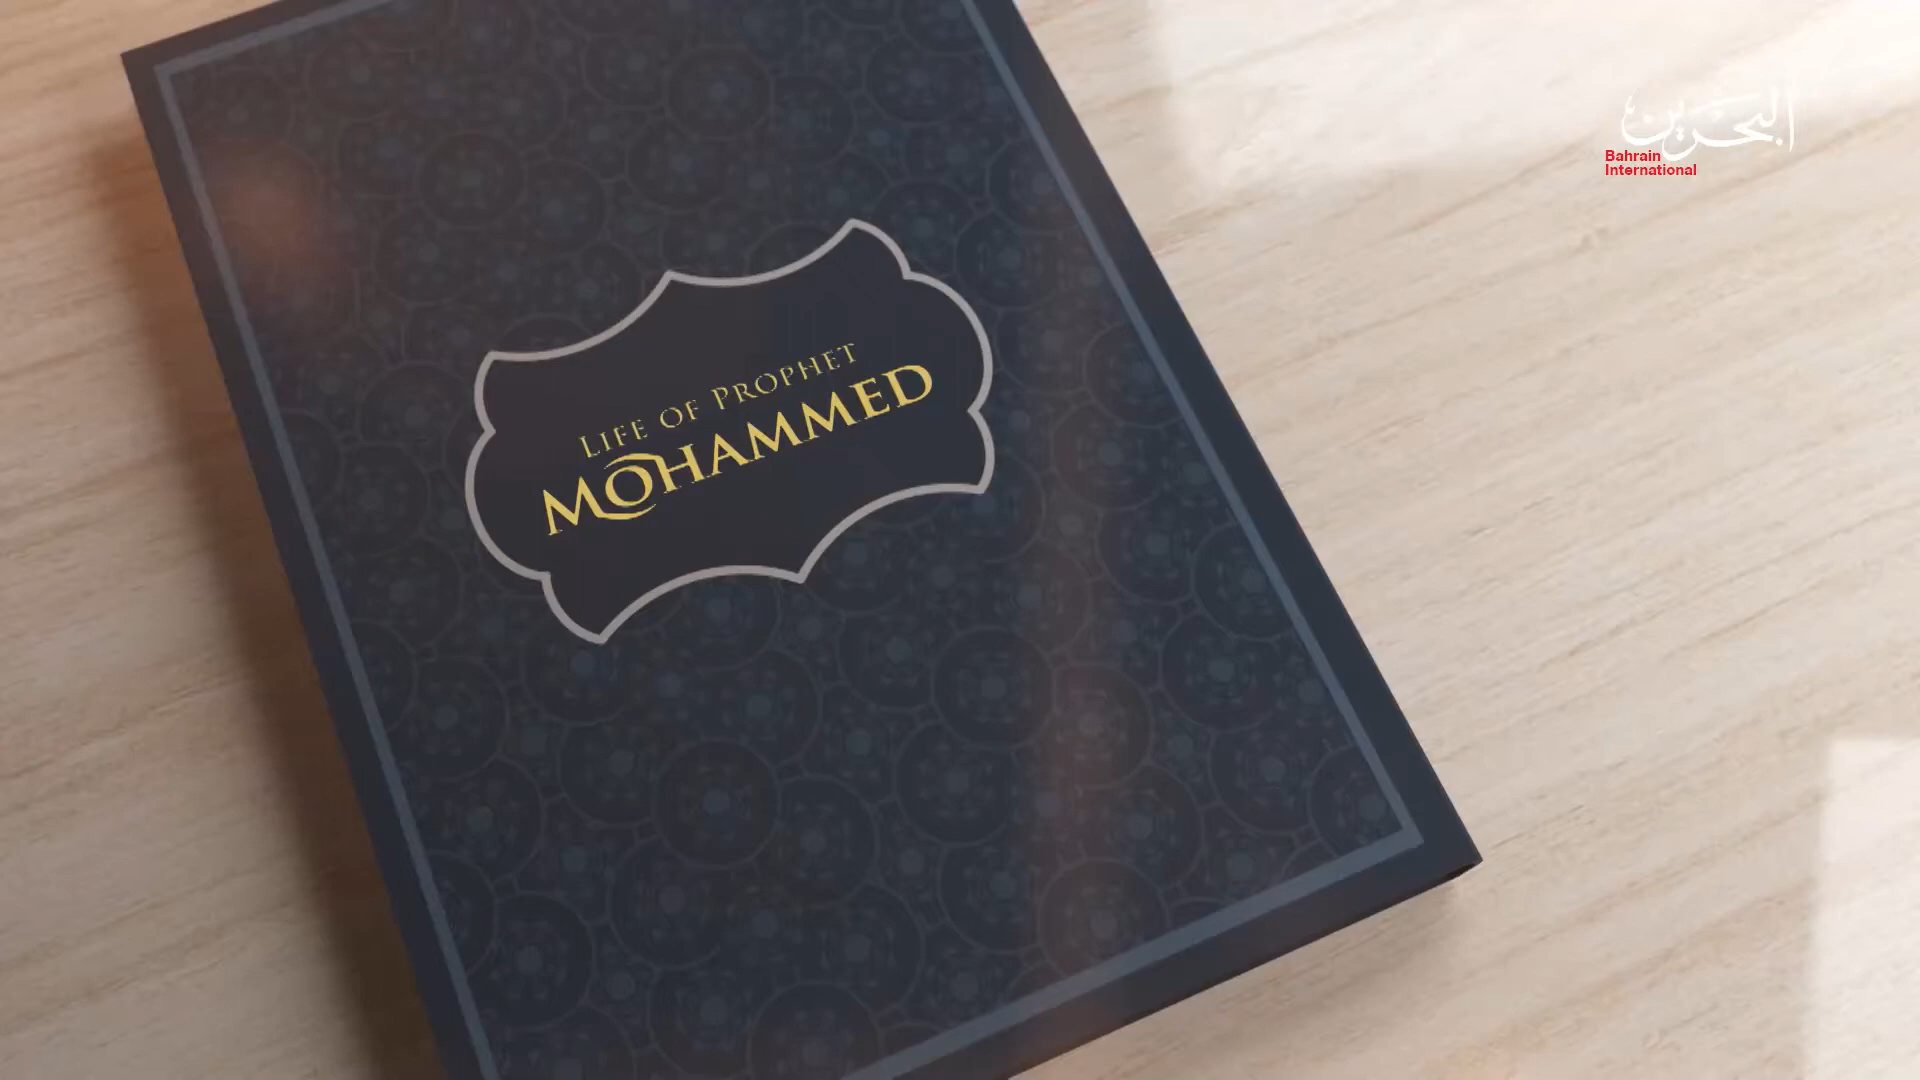 LIFE OF PROPHET
MOHAMMED
البحرين
Bahrain
International